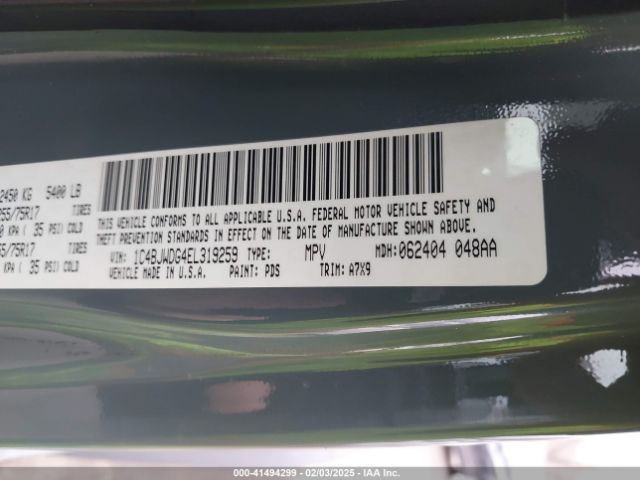 2450 KG 5400 LB
255/75R17 TIRES
0 KPA ( 35 PSI) COLD
55/75R17 TIRES
KPA ( 35 PSI) COLD
THIS VEHICLE CONFORMS TO ALL APPLICABLE U.S.A. FEDERAL MOTOR VEHICLE SAFETY AND
THEFT PREVENTION STANDARDS IN EFFECT ON THE DATE OF MANUFACTURE SHOWN ABOVE.
VIN: 1C4BJWDG4EL319259 TYPE: MPV MDH: 062404 048AA
VEHICLE MADE IN U.S.A. PAINT: PDS TRIM: A7X9
000-41494299 - 02/03/2025 - IAA Inc.